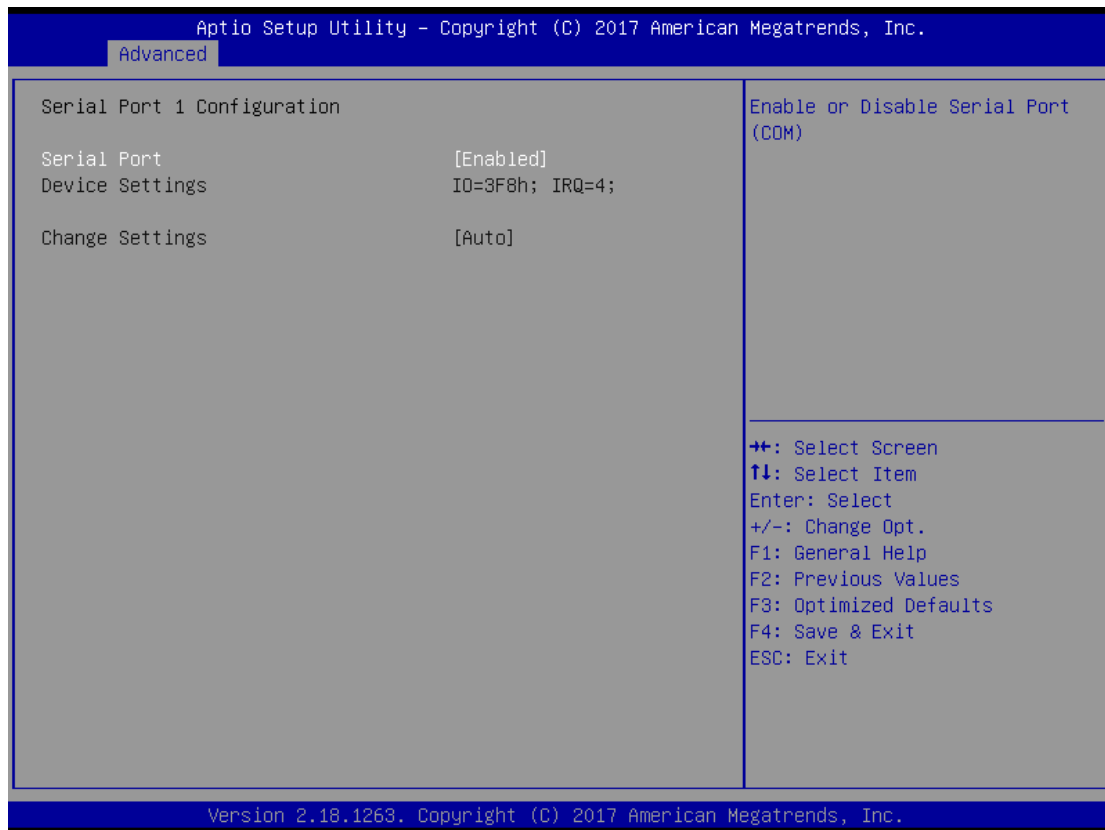 Aptio Setup Utility – Copyright (C) 2017 American Megatrends, Inc.
Advanced
Serial Port 1 Configuration
Serial Port [Enabled]
Device Settings IO=3F8h; IRQ=4;
Change Settings [Auto]
Enable or Disable Serial Port
(COM)
→←: Select Screen
↑↓: Select Item
Enter: Select
+/-: Change Opt.
F1: General Help
F2: Previous Values
F3: Optimized Defaults
F4: Save & Exit
ESC: Exit
Version 2.18.1263. Copyright (C) 2017 American Megatrends, Inc.